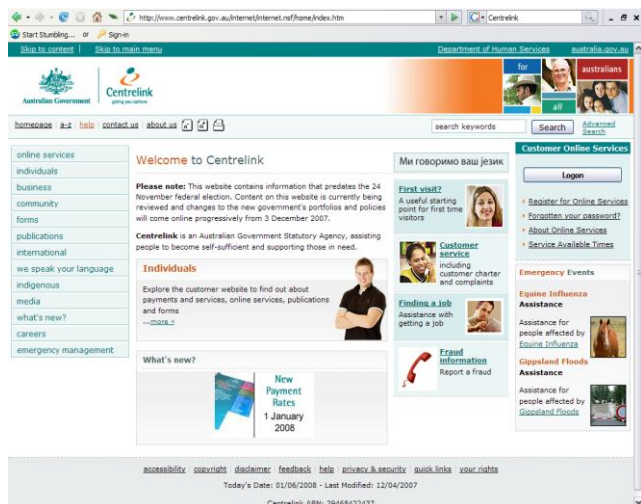 http://www.centrelink.gov.au/internet/internet.nsf/home/index.htm
Centrelink
Start Stumbling... or Sign-in
Skip to content | Skip to main menu
Department of Human Services australia.gov.au
Australian Government
Centrelink
giving you options
for
australians
all
homepage a-z help contact us about us
search keywords
Search
Advanced Search
online services
individuals
business
community
forms
publications
international
we speak your language
indigenous
media
what's new?
careers
emergency management
Welcome to Centrelink
Please note: This website contains information that predates the 24
November federal election. Content on this website is currently being
reviewed and changes to the new government's portfolios and policies
will come online progressively from 3 December 2007.
Centrelink is an Australian Government Statutory Agency, assisting
people to become self-sufficient and supporting those in need.
Individuals
Explore the customer website to find out about
payments and services, online services, publications
and forms
...more »
What's new?
New
Payment
Rates
1 January
2008
Ми говоримо ваш језик
First visit?
A useful starting
point for first time
visitors
Customer
service
including
customer charter
and complaints
Finding a job
Assistance with
getting a job
Fraud
information
Report a fraud
Customer Online Services
Logon
Register for Online Services
Forgotten your password?
About Online Services
Service Available Times
Emergency Events
Equine Influenza
Assistance
Assistance for
people affected by
Equine Influenza
Gippsland Floods
Assistance
Assistance for
people affected by
Gippsland Floods
accessibility copyright disclaimer feedback help privacy & security quick links your rights
Today's Date: 01/06/2008 - Last Modified: 12/04/2007
Centrelink ABN: 29468422437